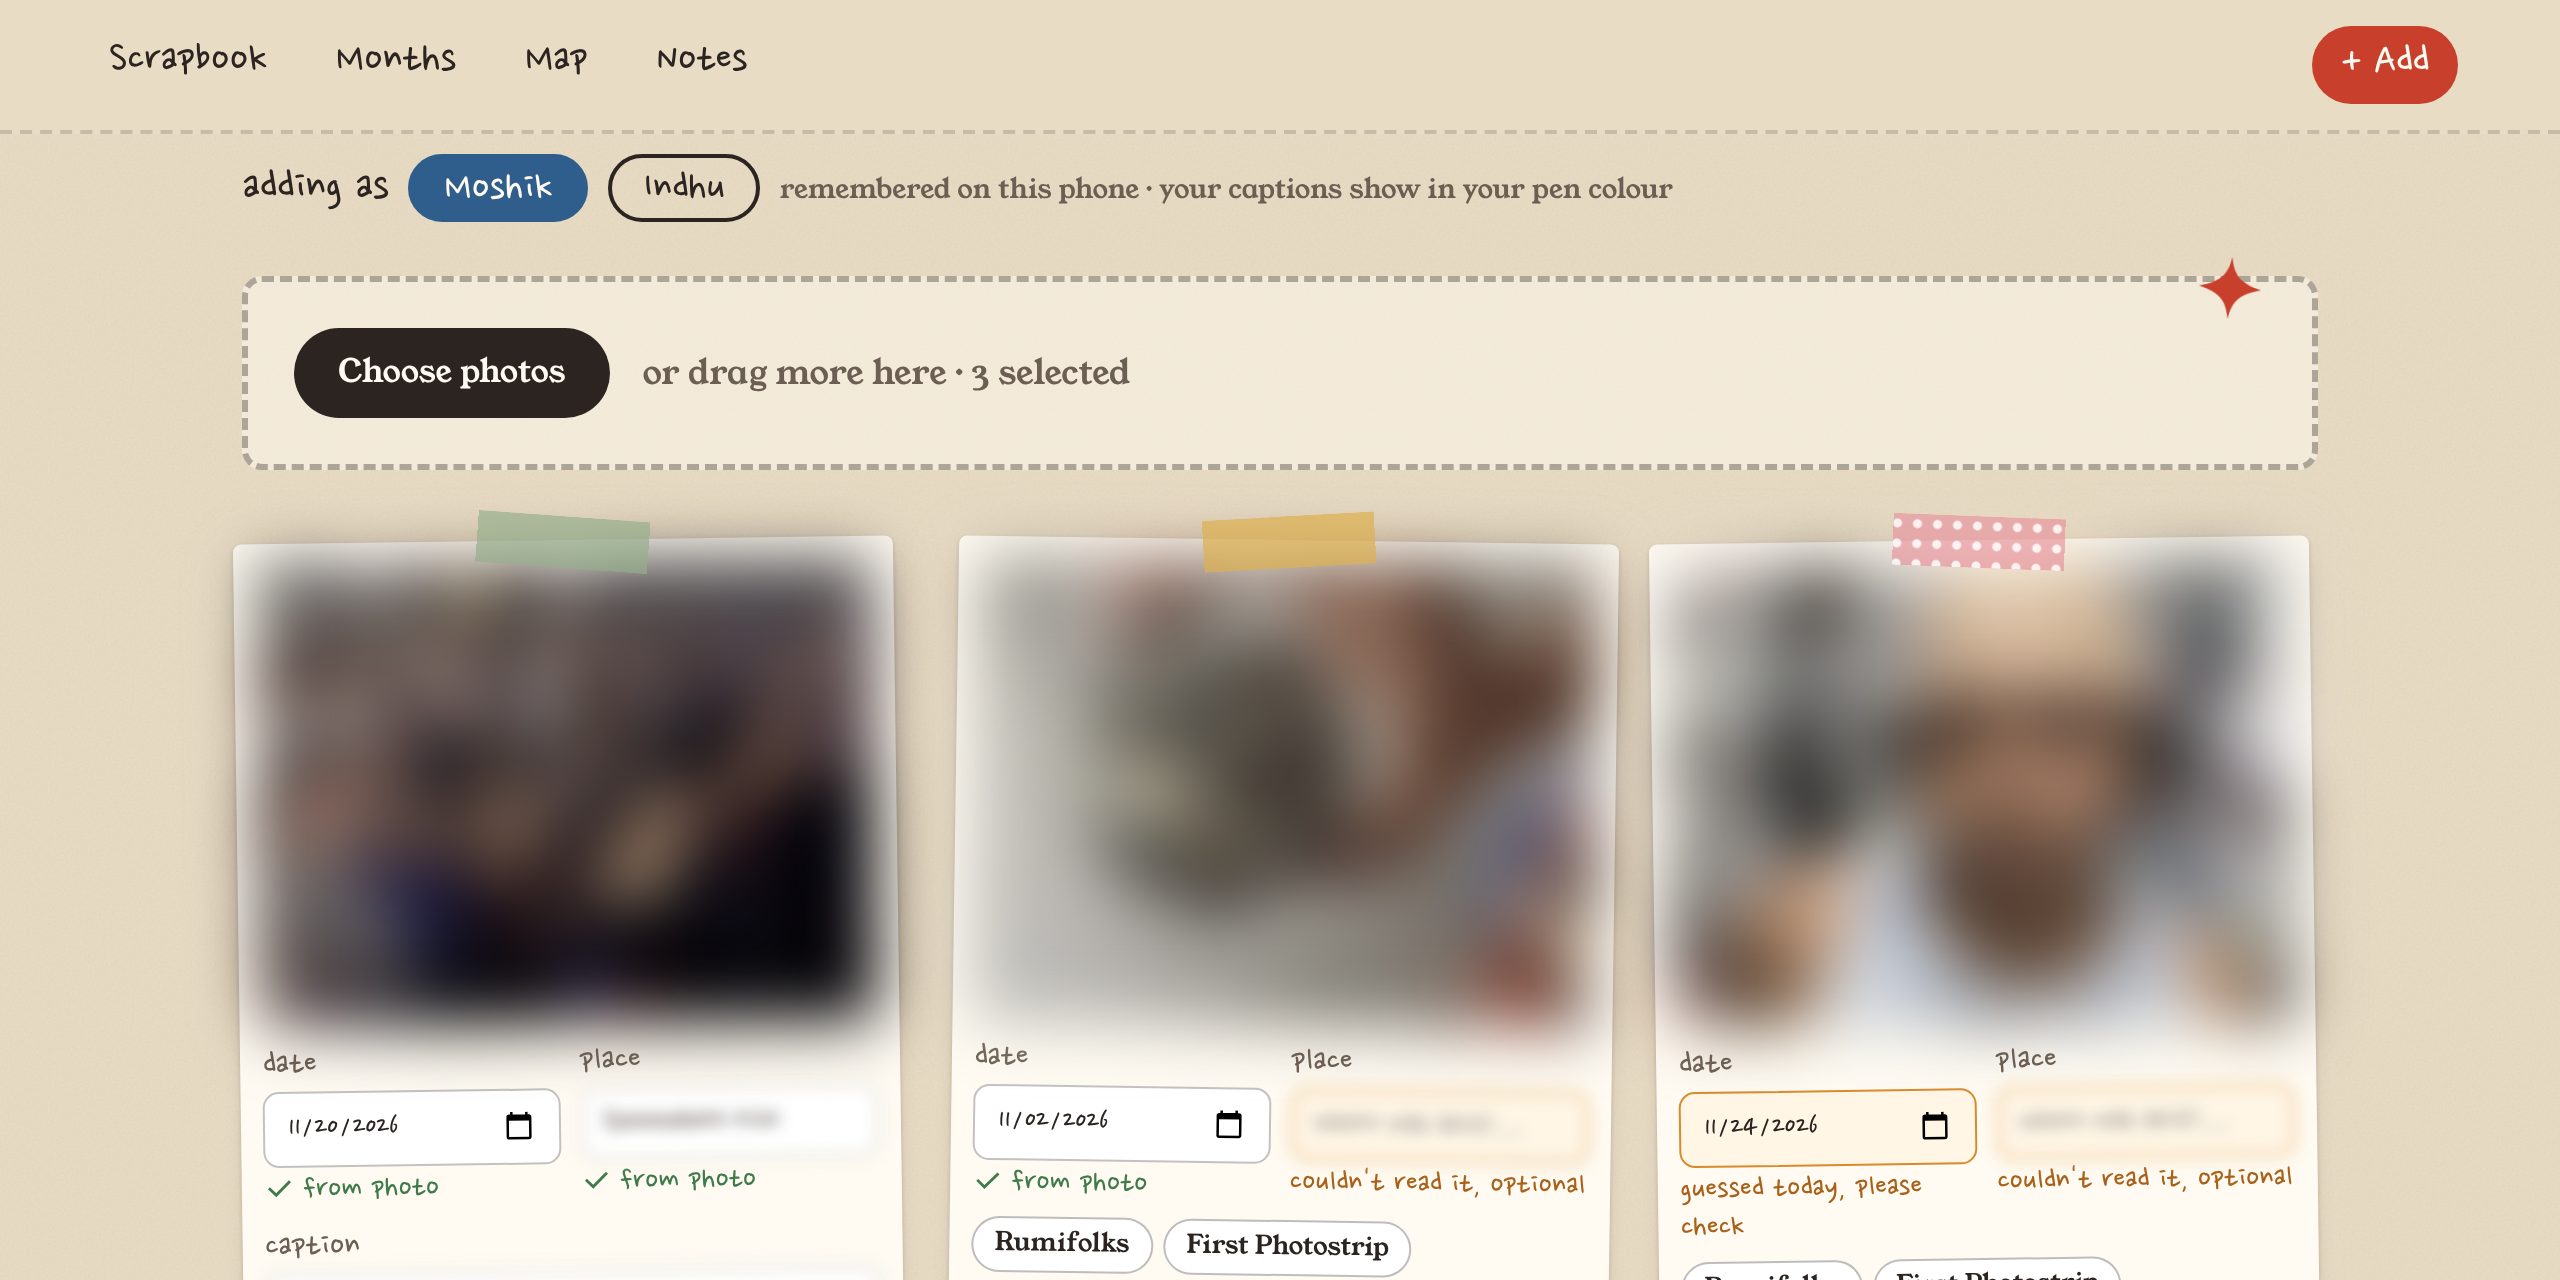 Scrapbook Months Map Notes + Add
adding as Moshik Indhu remembered on this phone · your captions show in your pen colour
Choose photos or drag more here · 3 selected
date place
11/20/2026
✓ from photo ✓ from photo
caption
date place
11/02/2026
✓ from photo couldn't read it, optional
Rumifolks First Photostrip
date place
11/24/2026
guessed today, please
check
couldn't read it, optional
Rumifolks First Photostrip